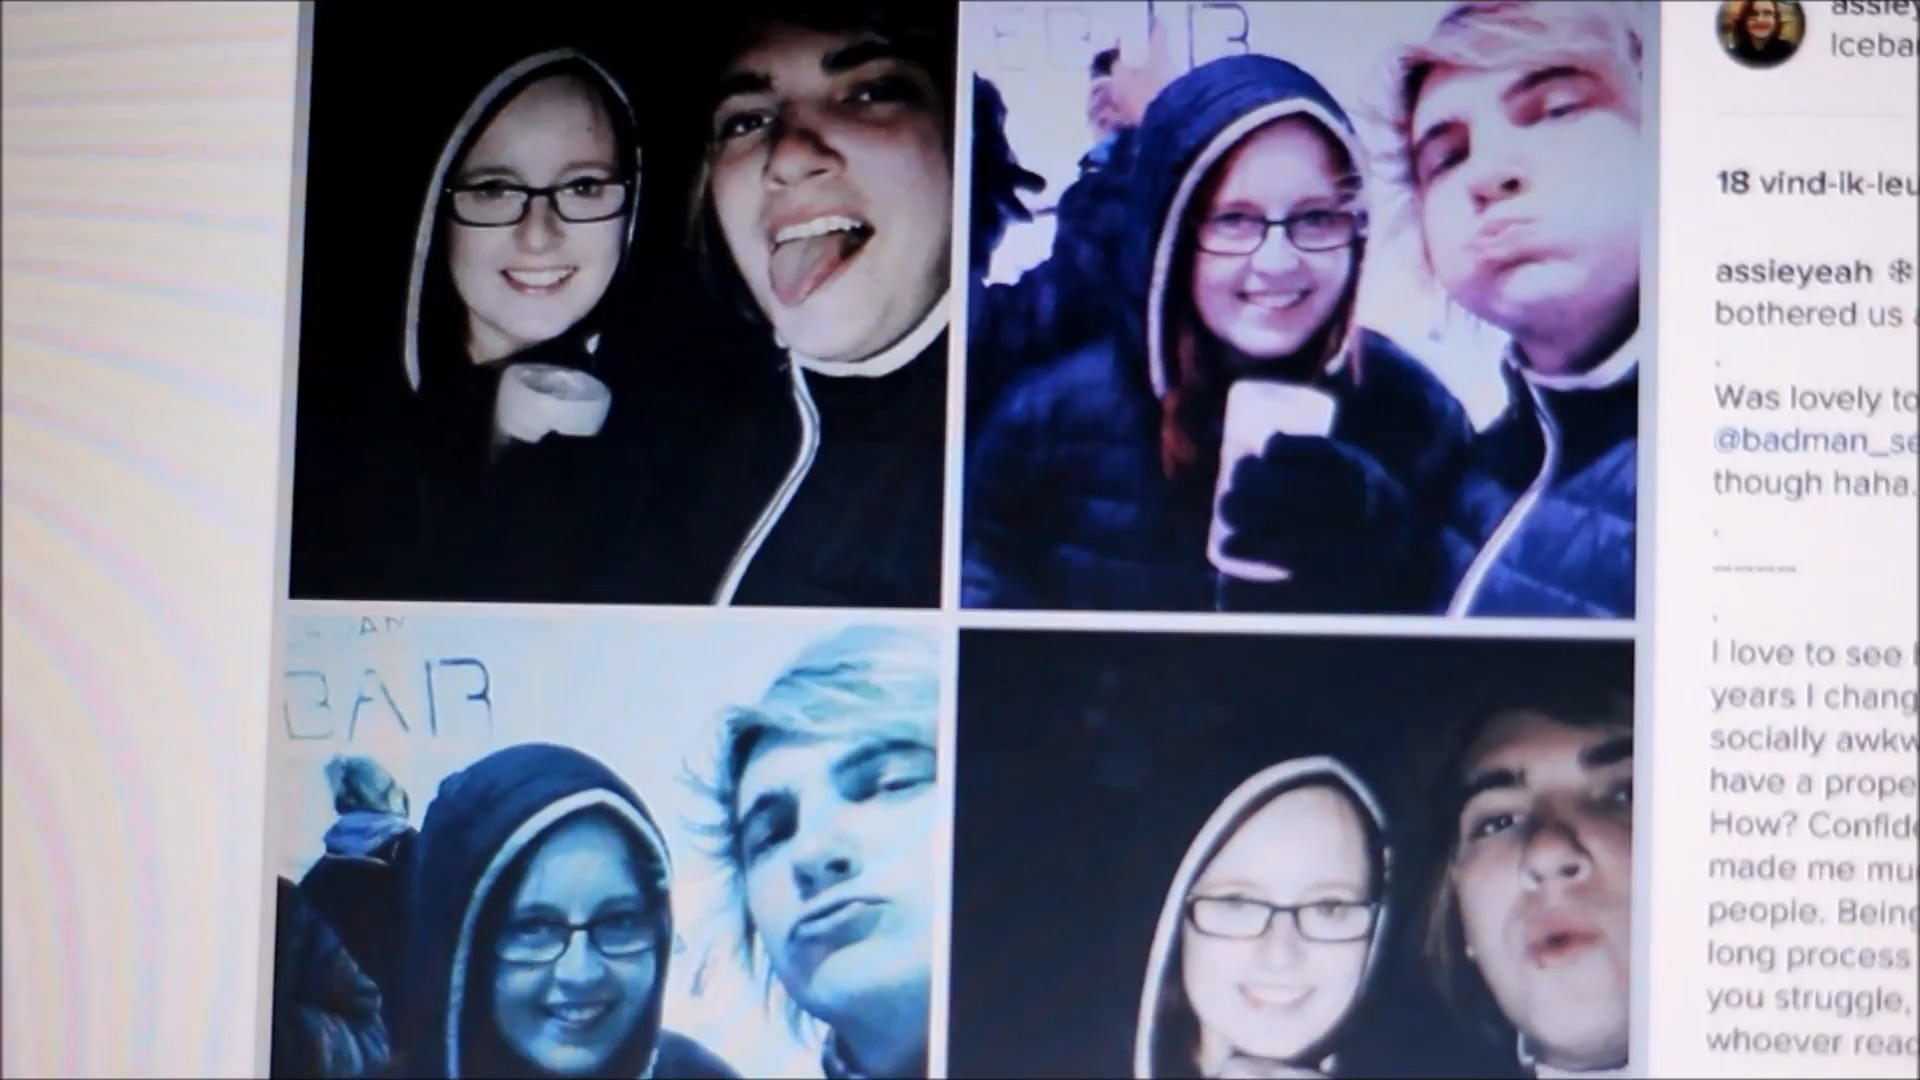 BAR
assiey
Iceba
18 vind-ik-leu
assieyeah ❄
bothered us
.
Was lovely to
@badman_se
though haha.
.
————
.
I love to see
years I chang
socially awkw
have a prope
How? Confide
made me mu
people. Being
long process
you struggle,
whoever read